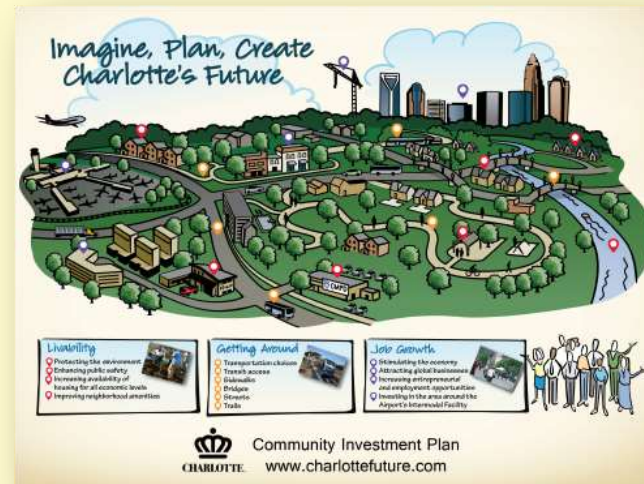 Imagine, Plan, Create
Charlotte's Future
CMPD
Livability
Protecting the environment
Enhancing public safety
Increasing availability of
housing for all economic levels
Improving neighborhood amenities
Getting Around
Transportation choices
Transit access
Sidewalks
Bridges
Streets
Trails
Job Growth
Stimulating the economy
Attracting global businesses
Increasing entrepreneurial
and employment opportunities
Investing in the area around the
Airport's Intermodal Facility
CHARLOTTE.
Community Investment Plan
www.charlottefuture.com